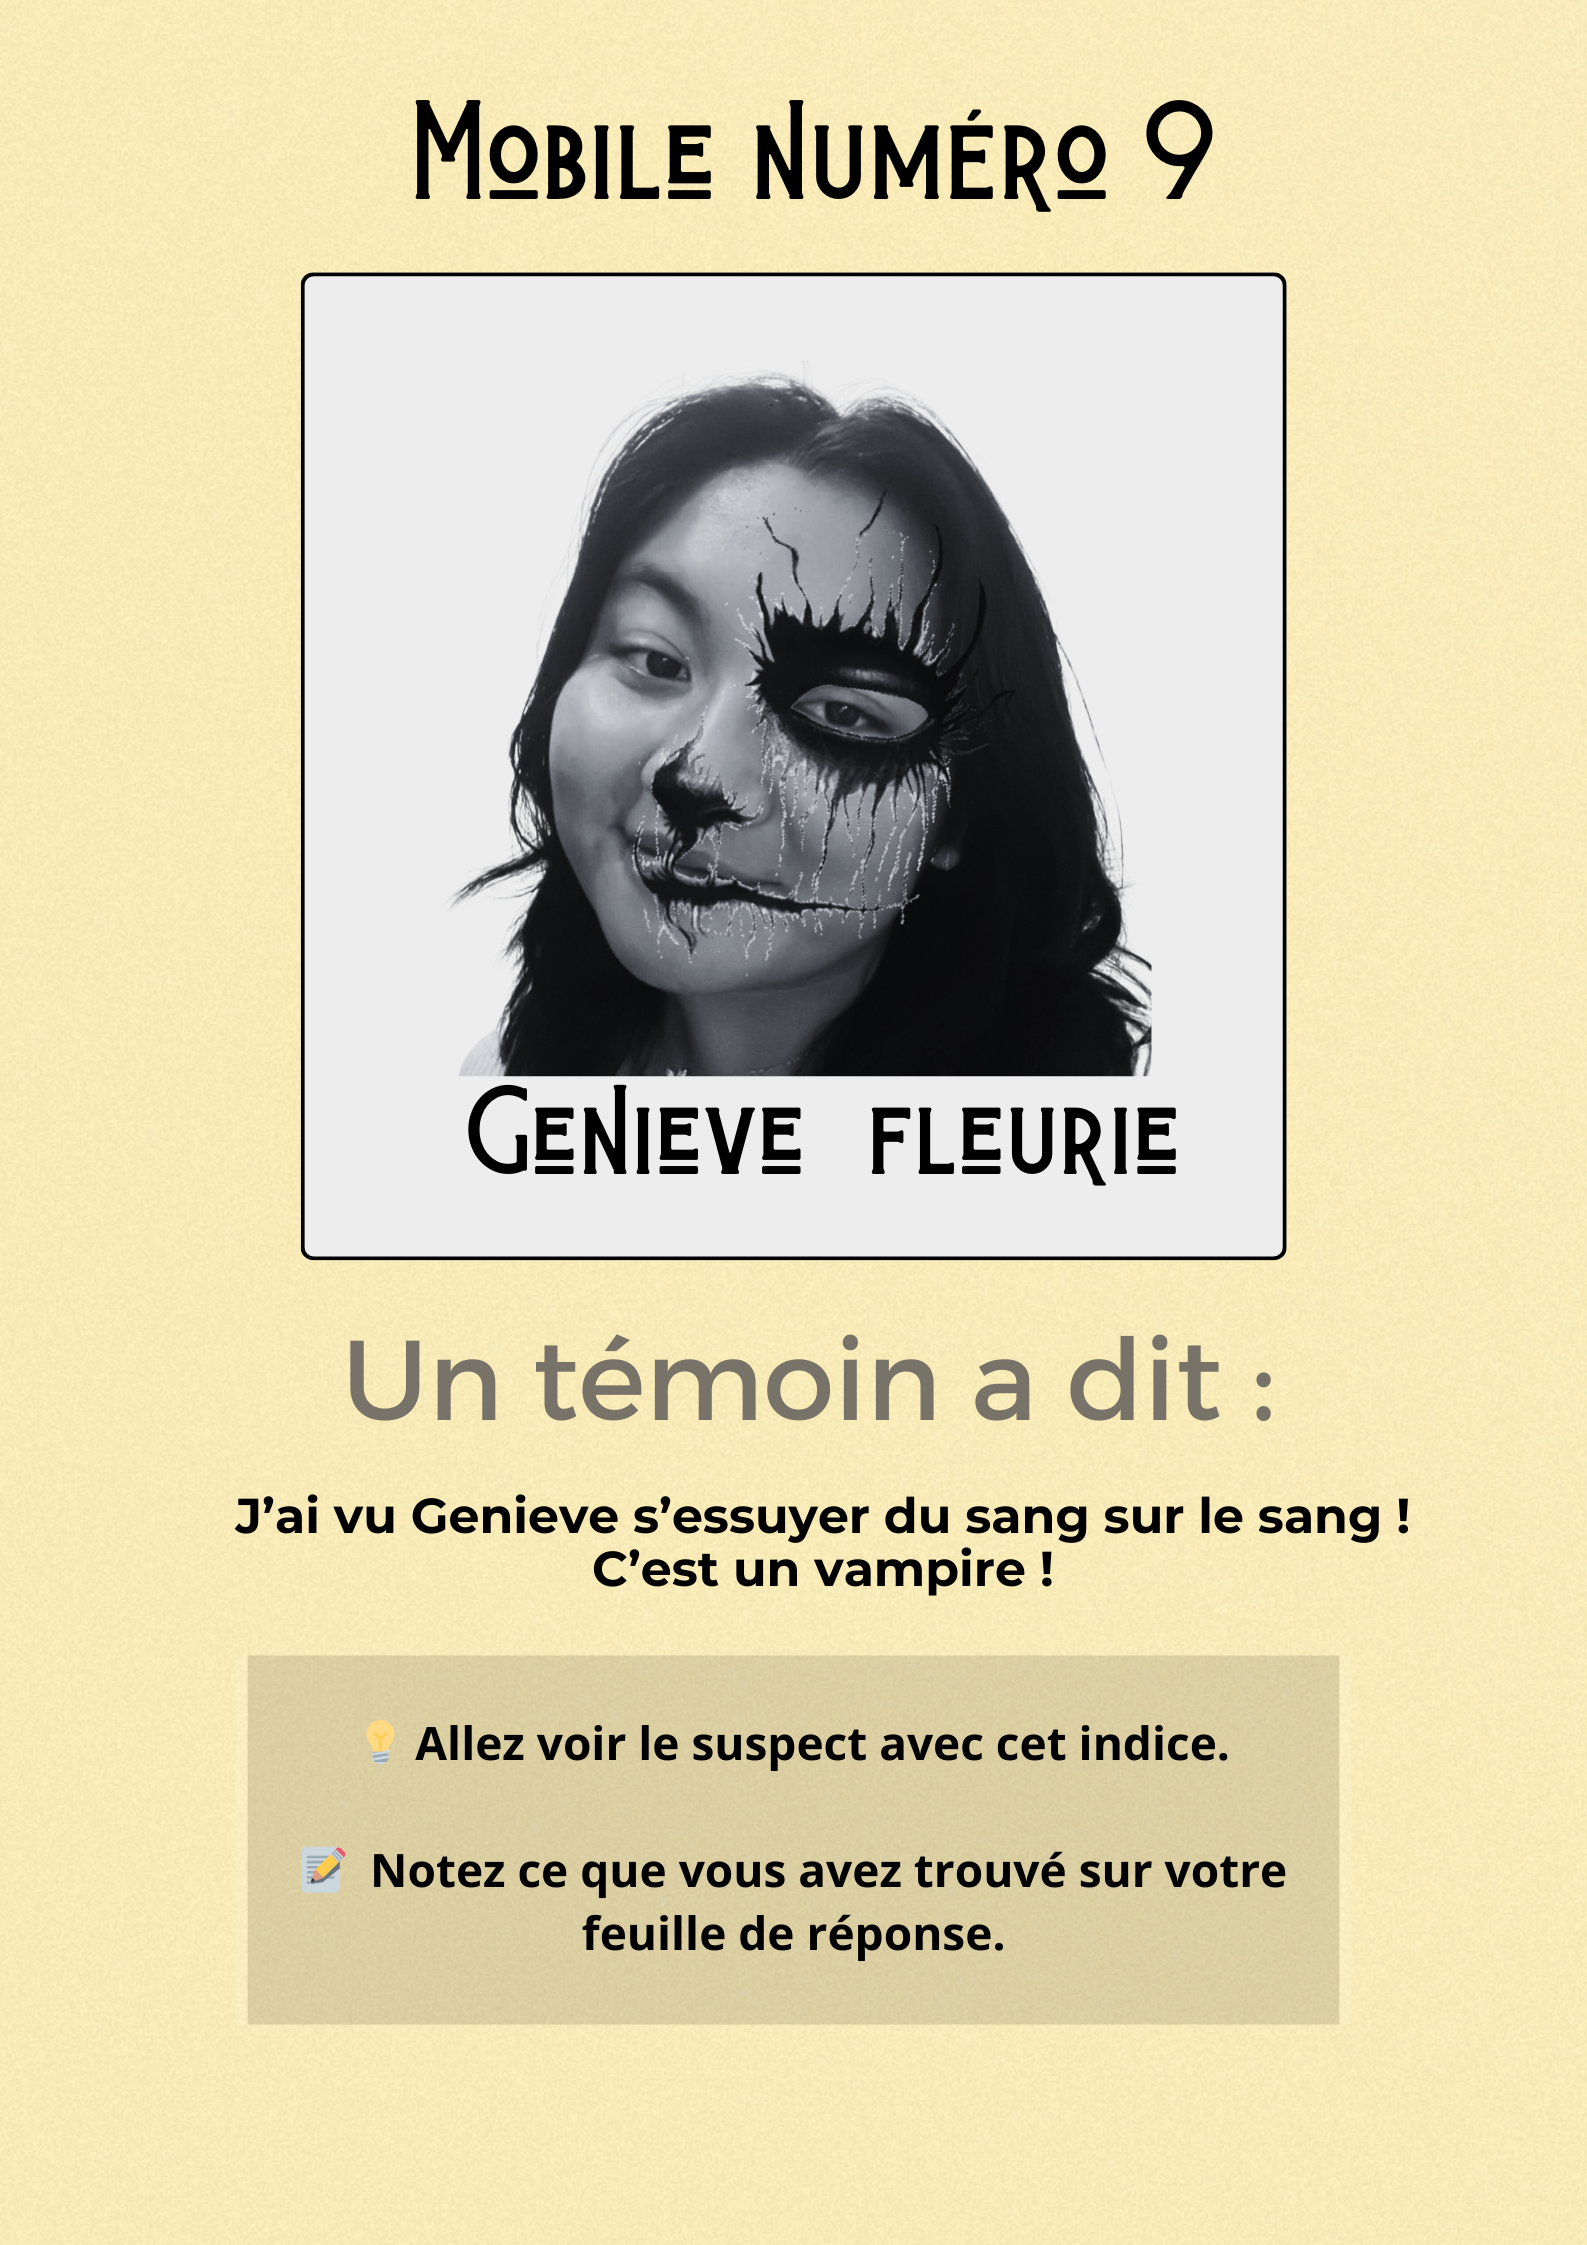 Mobile numéro 9
Genieve fleurie
Un témoin a dit :
J’ai vu Genieve s’essuyer du sang sur le sang !
C’est un vampire !
💡 Allez voir le suspect avec cet indice.
📝 Notez ce que vous avez trouvé sur votre
feuille de réponse.